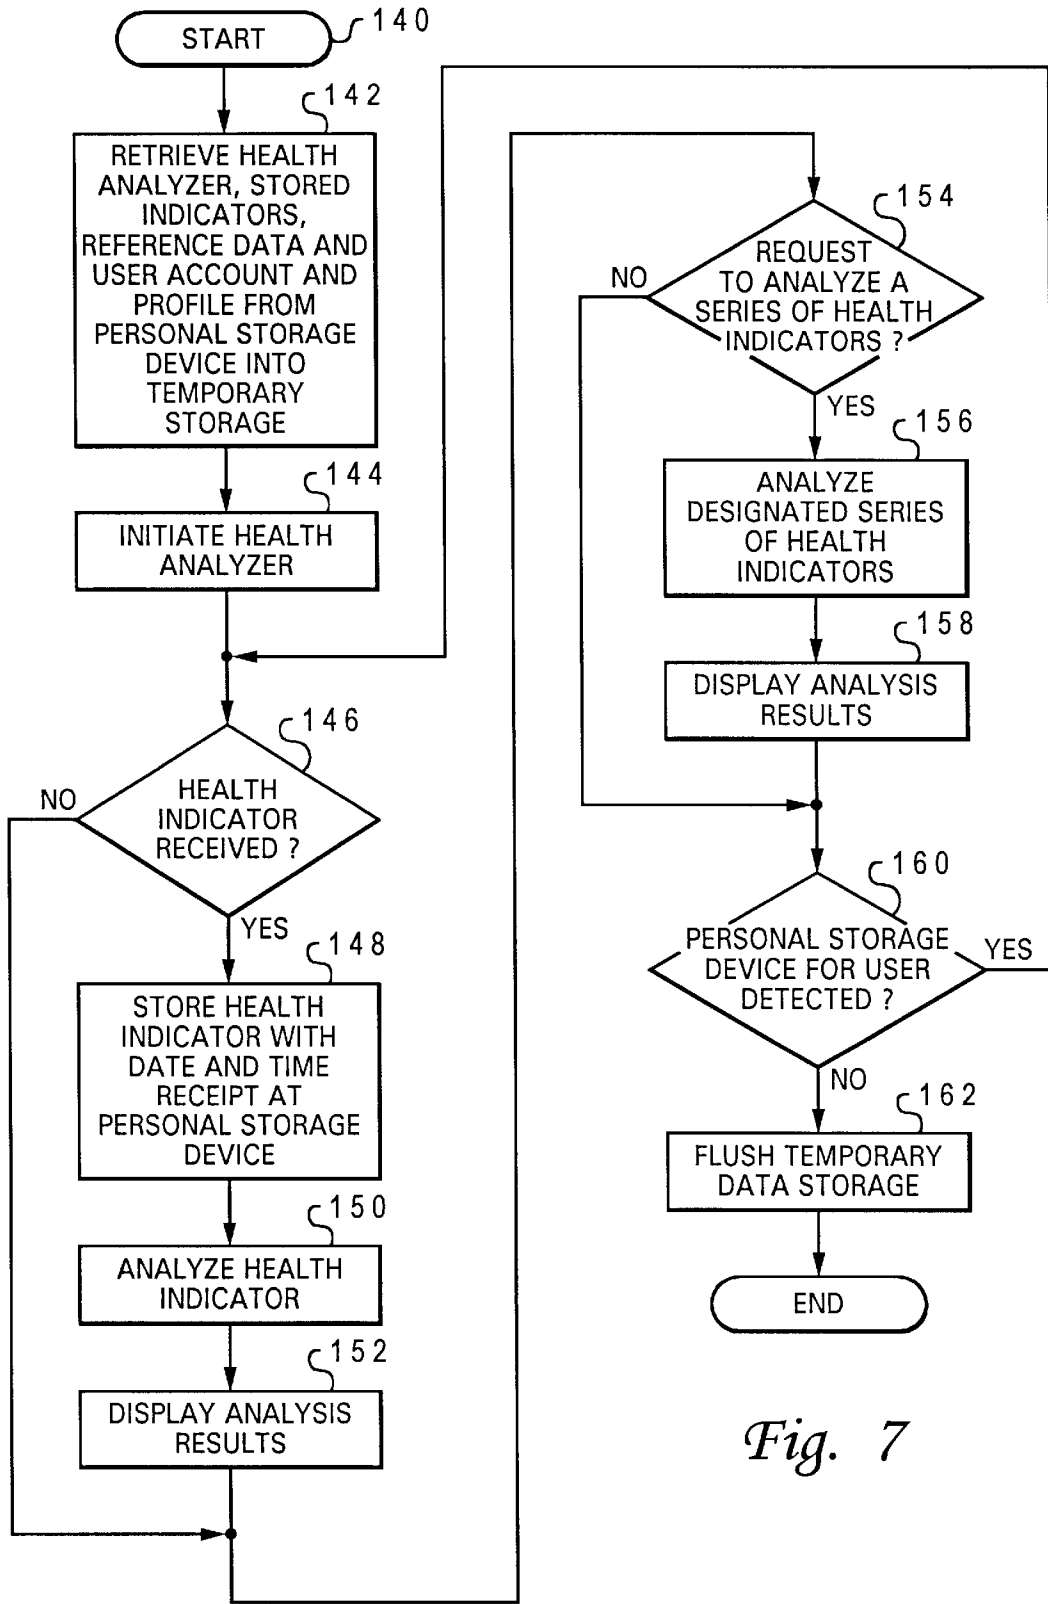 START
140
142
RETRIEVE HEALTH
ANALYZER, STORED
INDICATORS,
REFERENCE DATA AND
USER ACCOUNT AND
PROFILE FROM
PERSONAL STORAGE
DEVICE INTO
TEMPORARY
STORAGE
144
INITIATE HEALTH
ANALYZER
146
HEALTH
INDICATOR
RECEIVED ?
NO
YES
148
STORE HEALTH
INDICATOR WITH
DATE AND TIME
RECEIPT AT
PERSONAL STORAGE
DEVICE
150
ANALYZE HEALTH
INDICATOR
152
DISPLAY ANALYSIS
RESULTS
154
REQUEST
TO ANALYZE A
SERIES OF HEALTH
INDICATORS ?
NO
YES
156
ANALYZE
DESIGNATED SERIES
OF HEALTH
INDICATORS
158
DISPLAY ANALYSIS
RESULTS
160
PERSONAL STORAGE
DEVICE FOR USER
DETECTED ?
YES
NO
162
FLUSH TEMPORARY
DATA STORAGE
END
Fig. 7